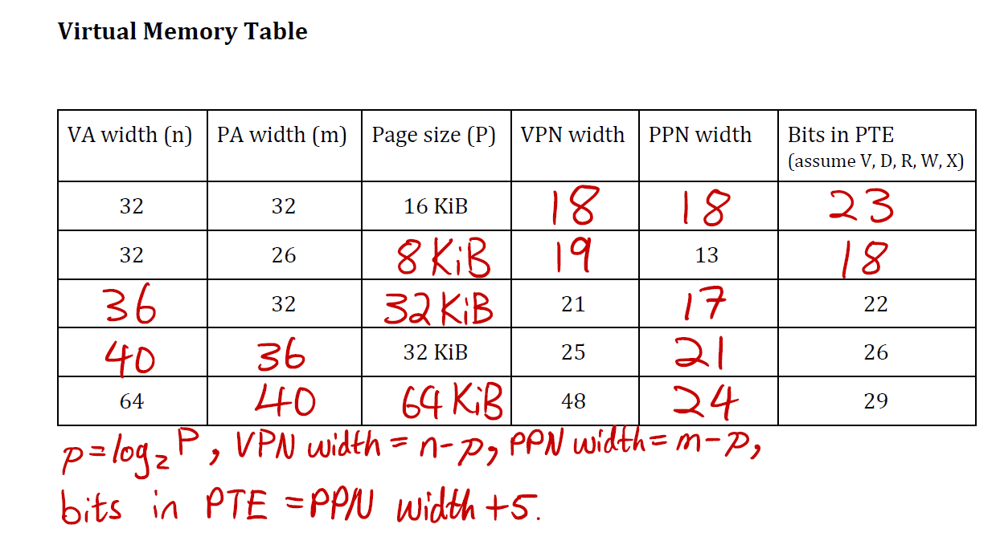 Virtual Memory Table
VA width (n) PA width (m) Page size (P) VPN width PPN width Bits in PTE
(assume V, D, R, W, X)
32 32 16 KiB 18 18 23
32 26 8 KiB 19 13 18
36 32 32 KiB 21 17 22
40 36 32 KiB 25 21 26
64 40 64 KiB 48 24 29
p=log₂P, VPN width = n-p, PPN width= m-p,
bits in PTE =PPN width +5.